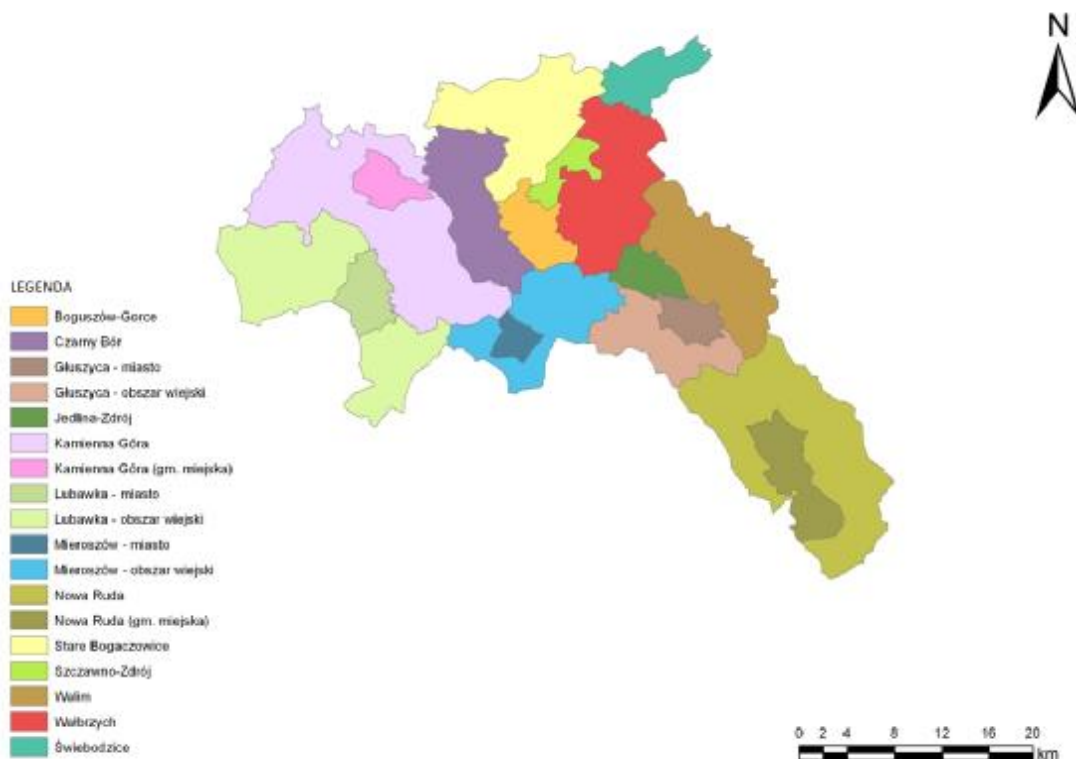 N
LEGENDA
Boguszów-Gorce
Czarny Bór
Głuszyca - miasto
Głuszyca - obszar wiejski
Jedlina-Zdrój
Kamienna Góra
Kamienna Góra (gm. miejska)
Lubawka - miasto
Lubawka - obszar wiejski
Mieroszów - miasto
Mieroszów - obszar wiejski
Nowa Ruda
Nowa Ruda (gm. miejska)
Stare Bogaczowice
Szczawno-Zdrój
Walim
Wałbrzych
Świebodzice
0 2 4 8 12 16 20
km